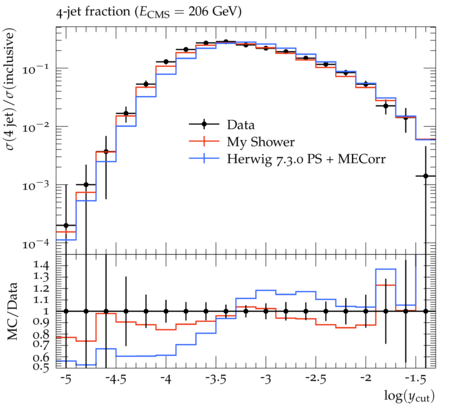 4-jet fraction (E_CMS = 206 GeV)
σ(4 jet)/σ(inclusive)
10⁻¹
10⁻²
10⁻³
10⁻⁴
Data
My Shower
Herwig 7.3.0 PS + MECorr
MC/Data
1.4
1.3
1.2
1.1
1
0.9
0.8
0.7
0.6
0.5
-5 -4.5 -4 -3.5 -3 -2.5 -2 -1.5
log(y_cut)